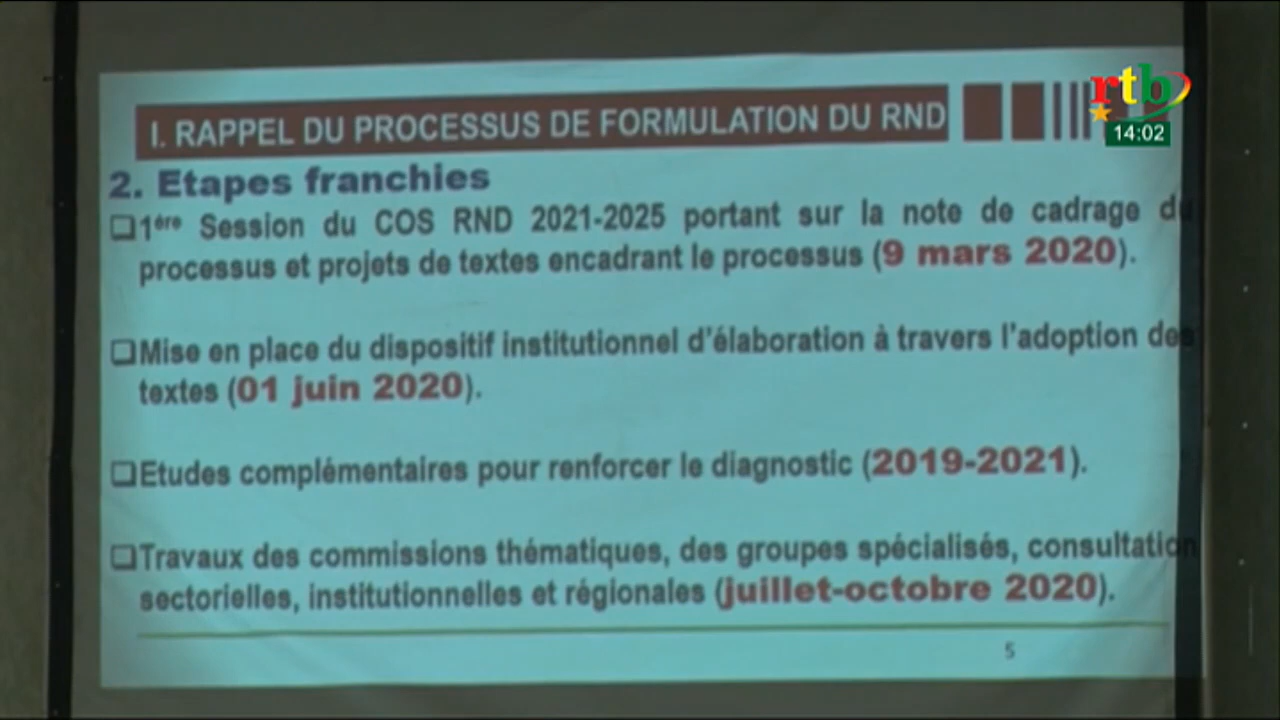 I. RAPPEL DU PROCESSUS DE FORMULATION DU RND
rtb
14:02
2. Etapes franchies
❑1ère Session du COS RND 2021-2025 portant sur la note de cadrage du
processus et projets de textes encadrant le processus (9 mars 2020).
❑Mise en place du dispositif institutionnel d'élaboration à travers l'adoption des
textes (01 juin 2020).
❑Etudes complémentaires pour renforcer le diagnostic (2019-2021).
❑Travaux des commissions thématiques, des groupes spécialisés, consultation
sectorielles, institutionnelles et régionales (juillet-octobre 2020).
5